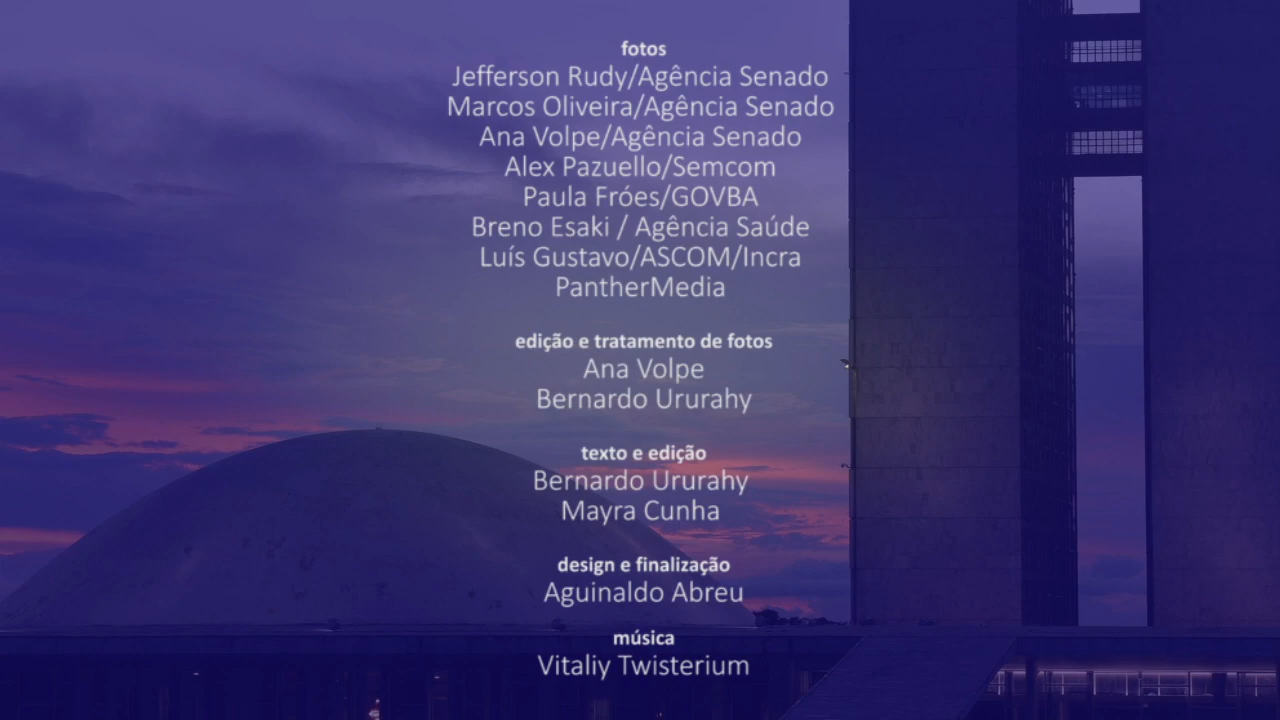 fotos
Jefferson Rudy/Agência Senado
Marcos Oliveira/Agência Senado
Ana Volpe/Agência Senado
Alex Pazuello/Semcom
Paula Fróes/GOVBA
Breno Esaki / Agência Saúde
Luís Gustavo/ASCOM/Incra
PantherMedia
edição e tratamento de fotos
Ana Volpe
Bernardo Ururahy
texto e edição
Bernardo Ururahy
Mayra Cunha
design e finalização
Aguinaldo Abreu
música
Vitaliy Twisterium